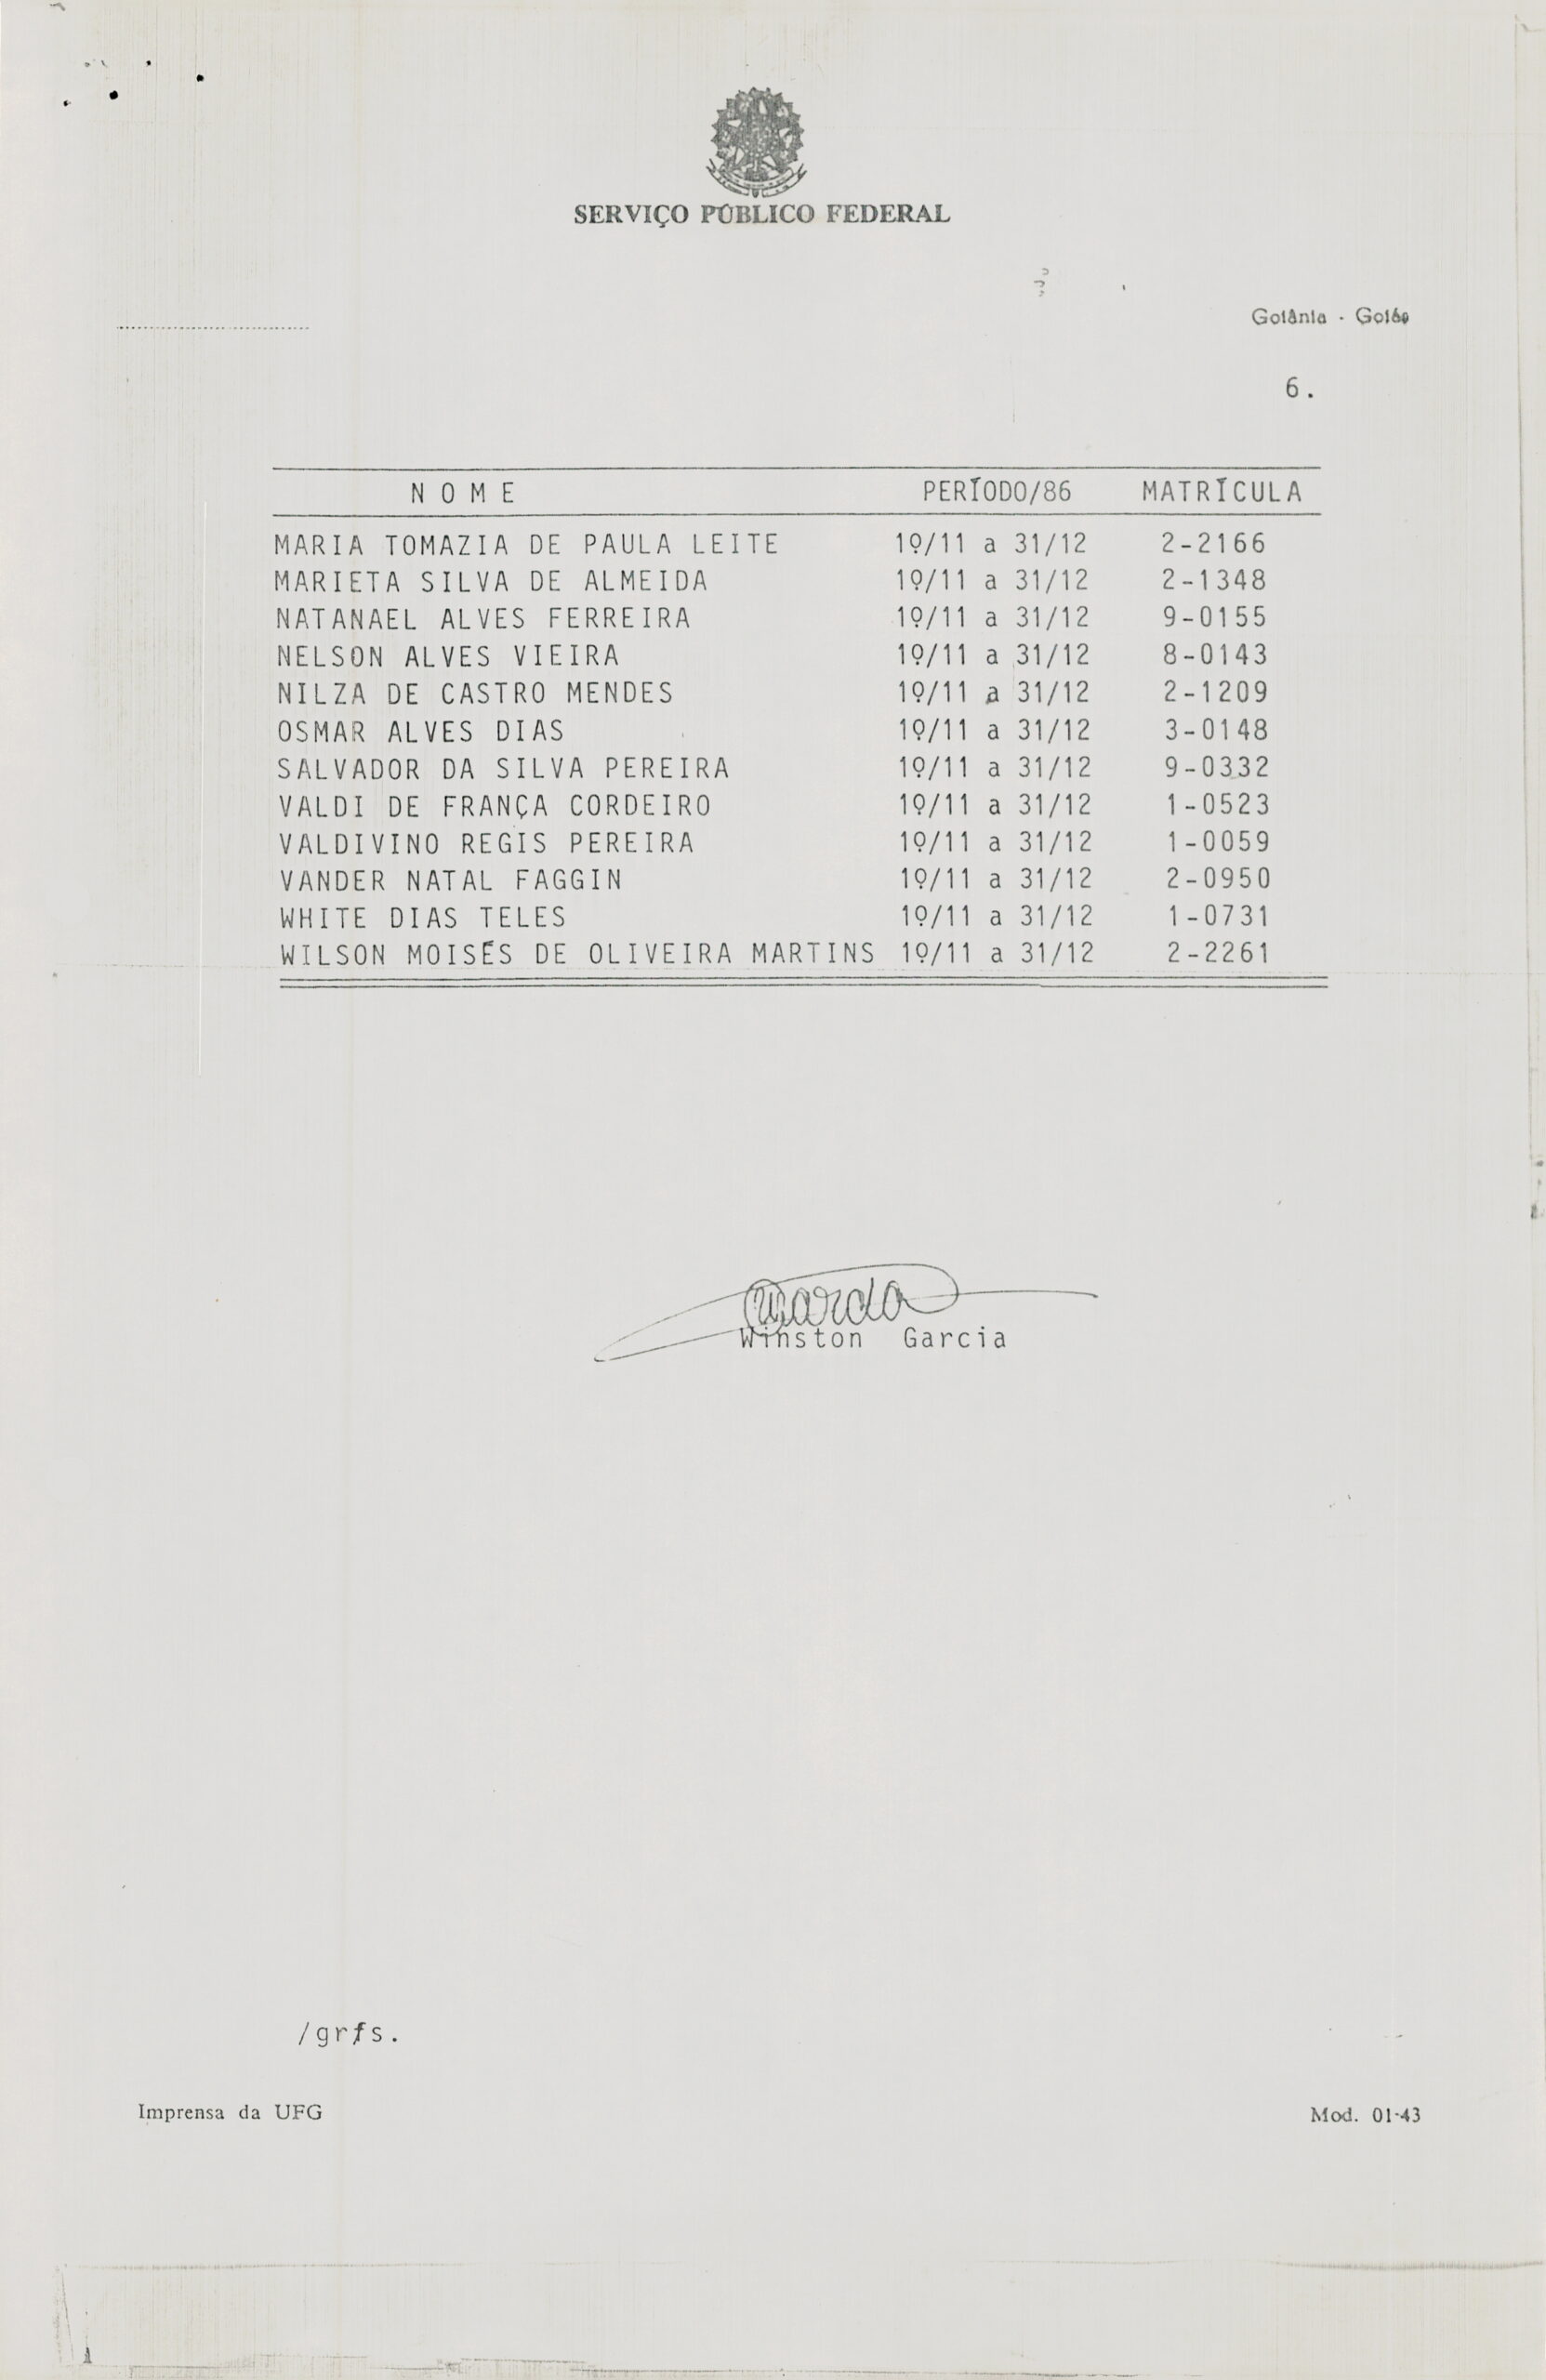 SERVIÇO PÚBLICO FEDERAL
Goiânia - Goiás
6.
N O M E PERÍODO/86 MATRÍCULA
MARIA TOMAZIA DE PAULA LEITE 1º/11 a 31/12 2-2166
MARIETA SILVA DE ALMEIDA 1º/11 a 31/12 2-1348
NATANAEL ALVES FERREIRA 1º/11 a 31/12 9-0155
NELSON ALVES VIEIRA 1º/11 a 31/12 8-0143
NILZA DE CASTRO MENDES 1º/11 a 31/12 2-1209
OSMAR ALVES DIAS 1º/11 a 31/12 3-0148
SALVADOR DA SILVA PEREIRA 1º/11 a 31/12 9-0332
VALDI DE FRANÇA CORDEIRO 1º/11 a 31/12 1-0523
VALDIVINO REGIS PEREIRA 1º/11 a 31/12 1-0059
VANDER NATAL FAGGIN 1º/11 a 31/12 2-0950
WHITE DIAS TELES 1º/11 a 31/12 1-0731
WILSON MOISÉS DE OLIVEIRA MARTINS 1º/11 a 31/12 2-2261
Winston Garcia
/grfs.
Imprensa da UFG
Mod. 01-43